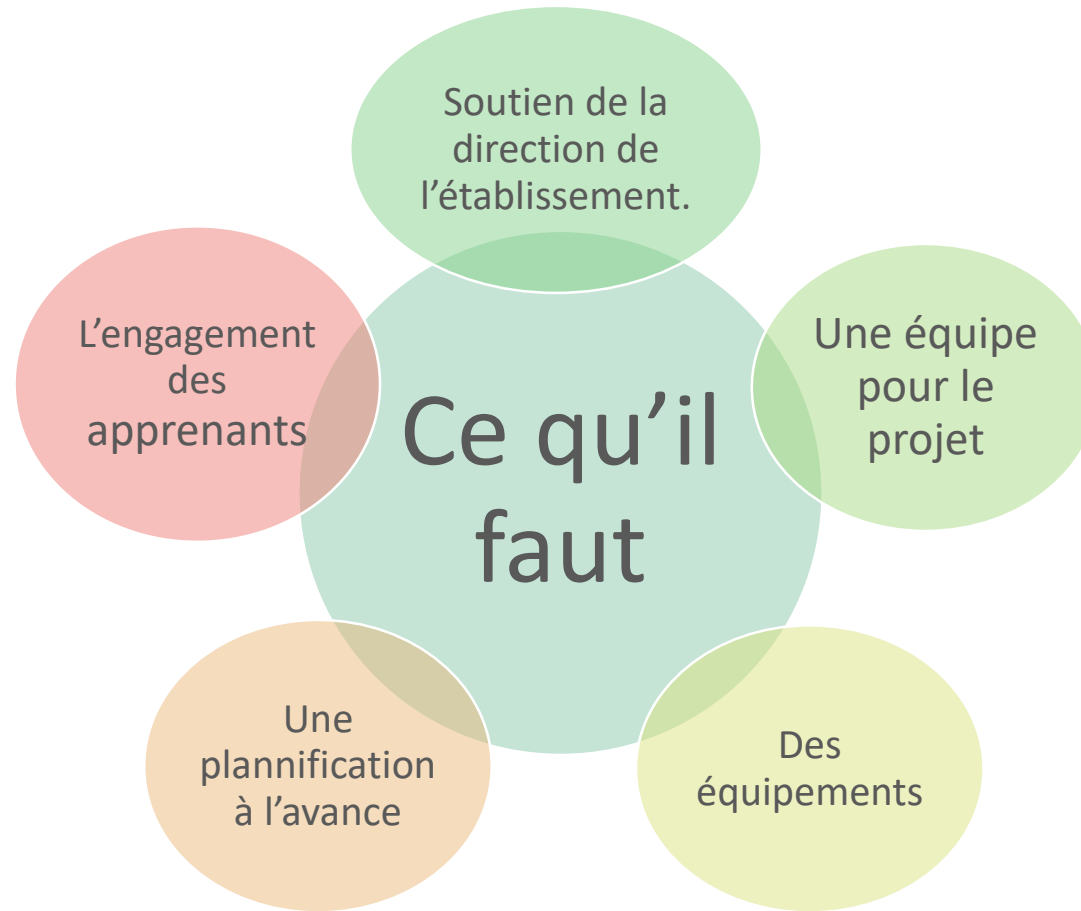 Soutien de la
direction de
l’établissement.
Une équipe
pour le
projet
Des
équipements
Une
plannification
à l’avance
L’engagement
des
apprenants
Ce qu’il
faut